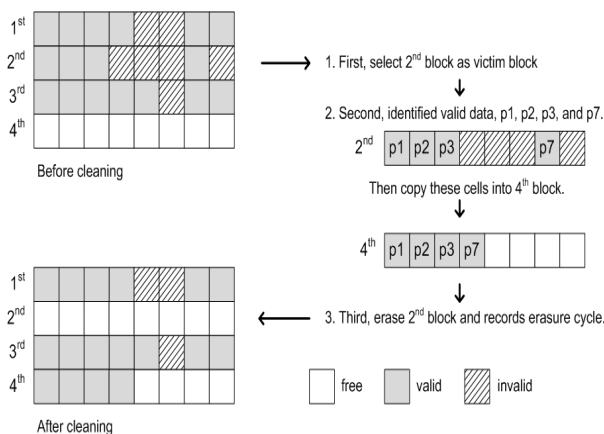 1st
2nd
3rd
4th
Before cleaning
1. First, select 2nd block as victim block
2. Second, identified valid data, p1, p2, p3, and p7.
2nd p1 p2 p3 p7
Then copy these cells into 4th block.
4th p1 p2 p3 p7
3. Third, erase 2nd block and records erasure cycle.
1st
2nd
3rd
4th
After cleaning
free valid invalid